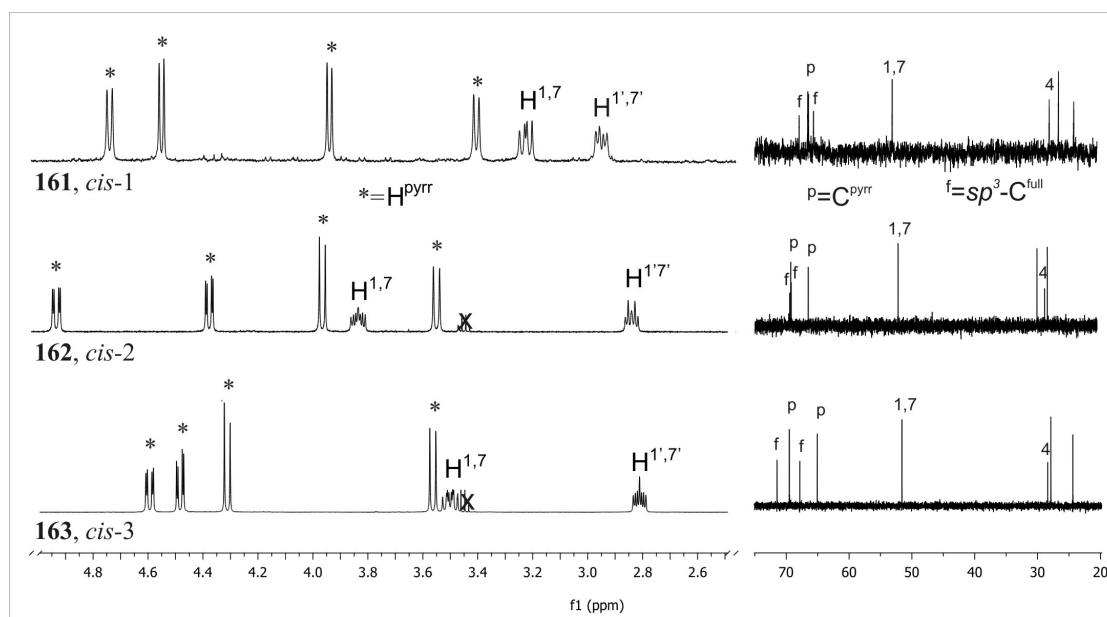 * * * * H1,7 H1',7' f p f 1,7 4
161, cis-1
*=Hpyrr p=Cpyrr f=sp3-Cfull
* * H1,7 * * X H1'7' f p f p 1,7 4
162, cis-2
* * * * H1,7 X H1',7' f p f p 1,7 4
163, cis-3
4.8 4.6 4.4 4.2 4.0 3.8 3.6 3.4 3.2 3.0 2.8 2.6 70 60 50 40 30 20
f1 (ppm)